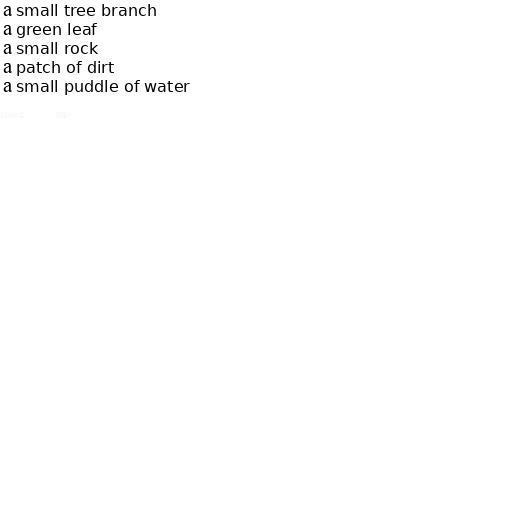 a small tree branch
a green leaf
a small rock
a patch of dirt
a small puddle of water